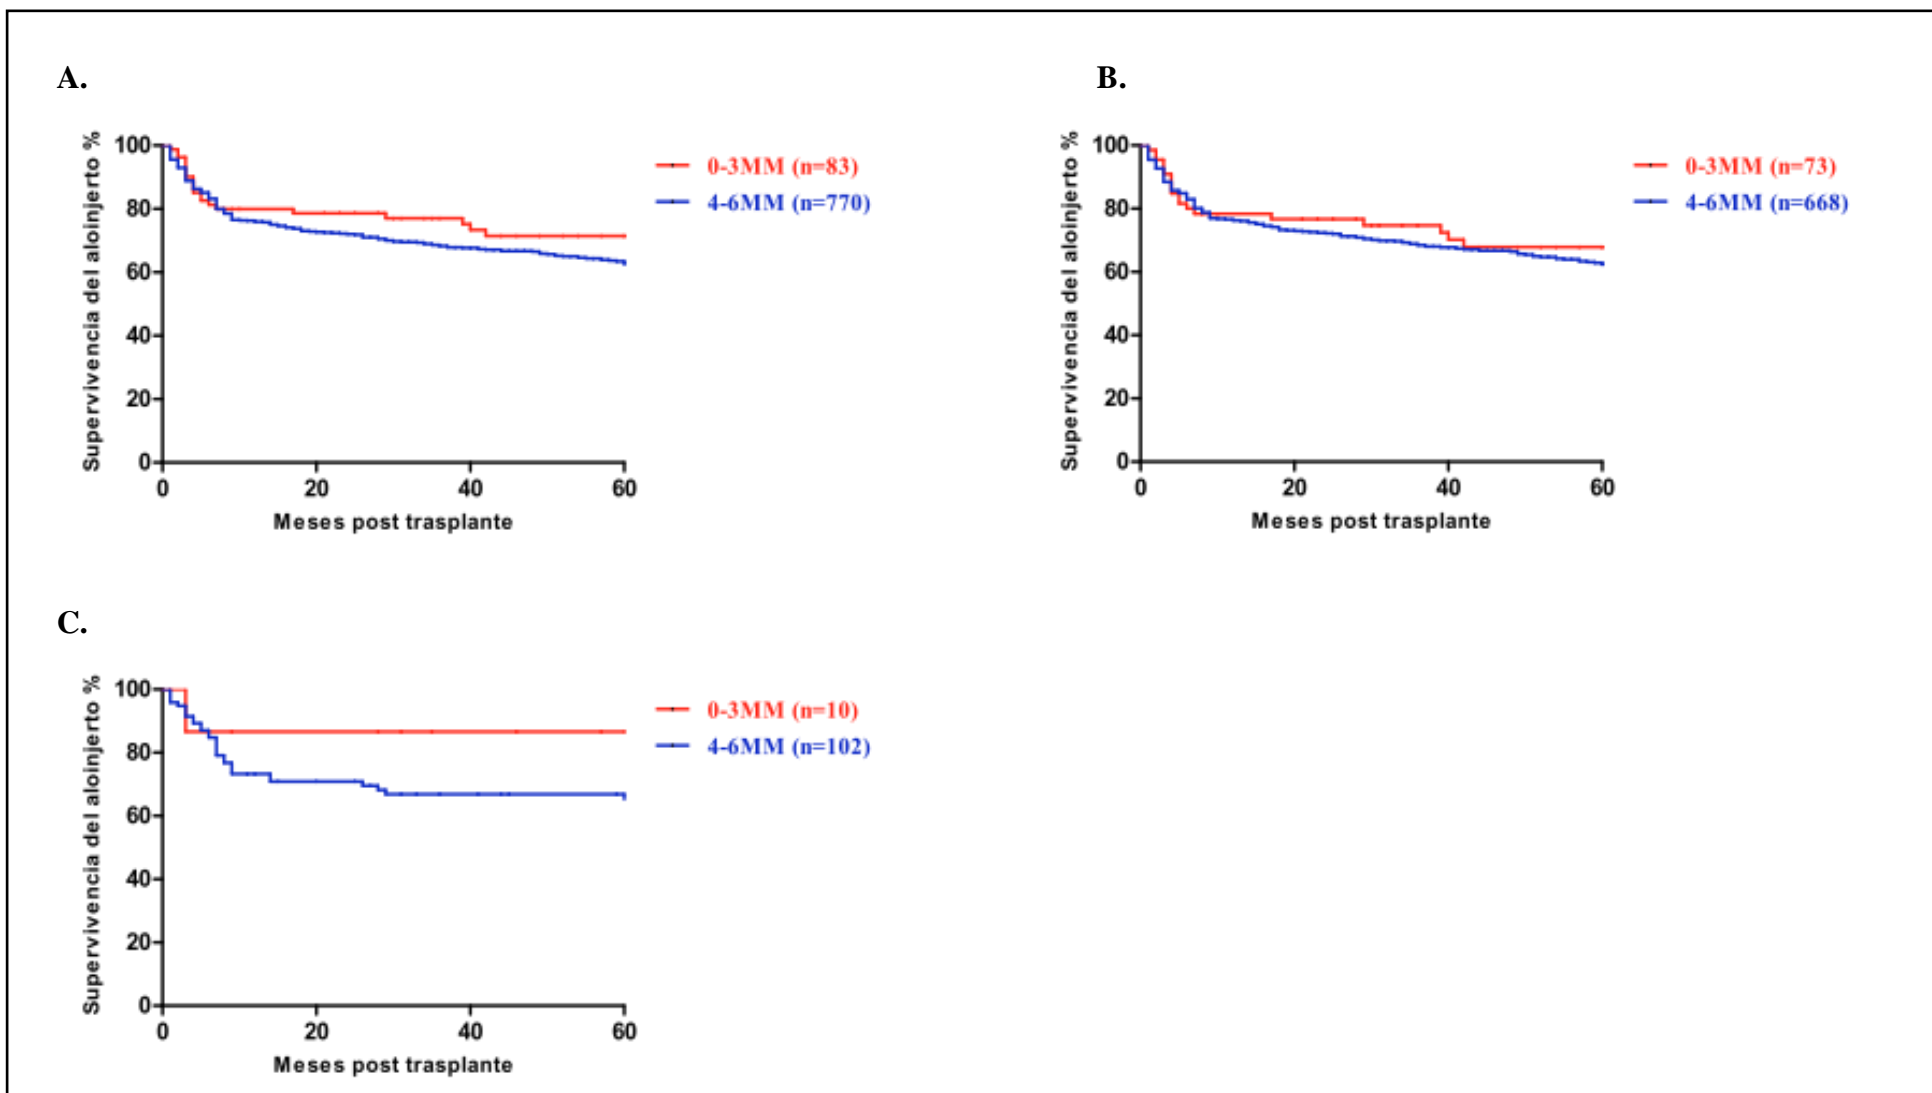 A.
Supervivencia del aloinjerto %
100
80
60
40
20
0
0 20 40 60
Meses post trasplante
0-3MM (n=83)
4-6MM (n=770)
B.
Supervivencia del aloinjerto %
100
80
60
40
20
0
0 20 40 60
Meses post trasplante
0-3MM (n=73)
4-6MM (n=668)
C.
Supervivencia del aloinjerto %
100
80
60
40
20
0
0 20 40 60
Meses post trasplante
0-3MM (n=10)
4-6MM (n=102)